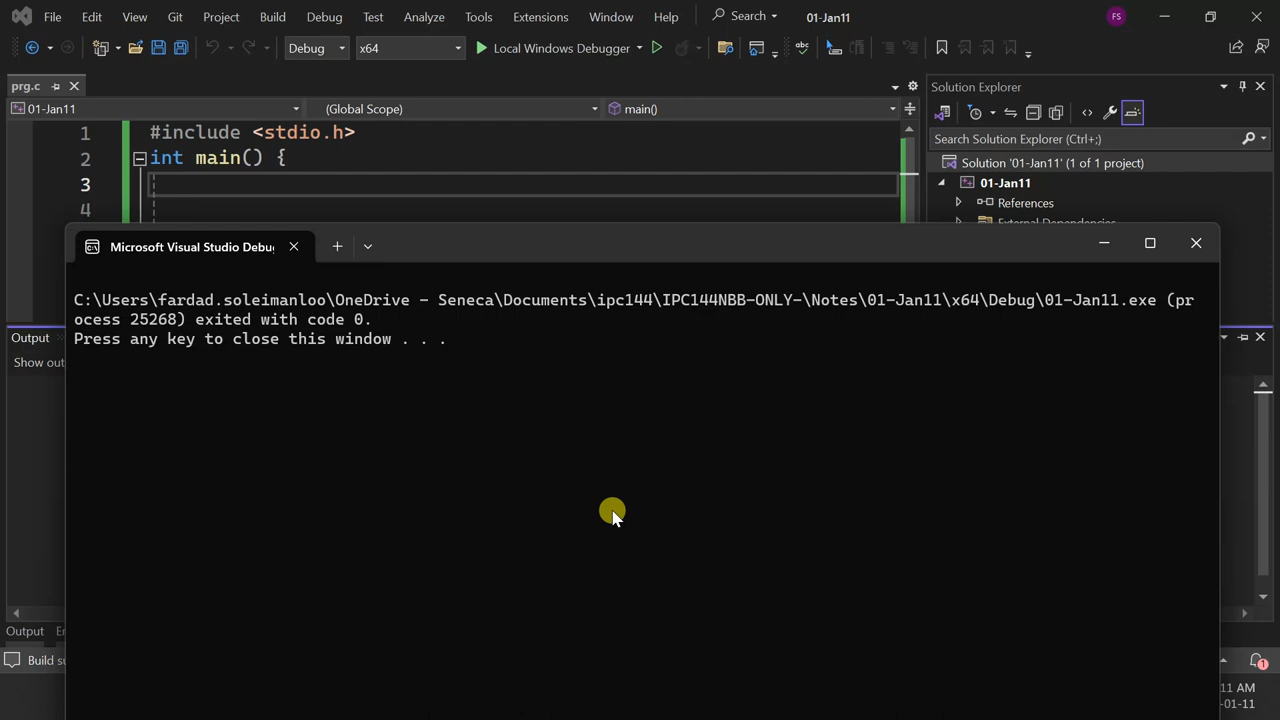 File Edit View Git Project Build Debug Test Analyze Tools Extensions Window Help Search 01-Jan11 FS
Debug x64 Local Windows Debugger
prg.c
01-Jan11 (Global Scope) main()
1 #include <stdio.h>
2 int main() {
3
4
Solution Explorer
Search Solution Explorer (Ctrl+;)
Solution '01-Jan11' (1 of 1 project)
01-Jan11
References
External Dependencies
Microsoft Visual Studio Debug
C:\Users\fardad.soleimanloo\OneDrive - Seneca\Documents\ipc144\IPC144NBB-ONLY-\Notes\01-Jan11\x64\Debug\01-Jan11.exe (pr
ocess 25268) exited with code 0.
Press any key to close this window . . .
Output
Show out
Output
Build su
1
11 AM
-01-11